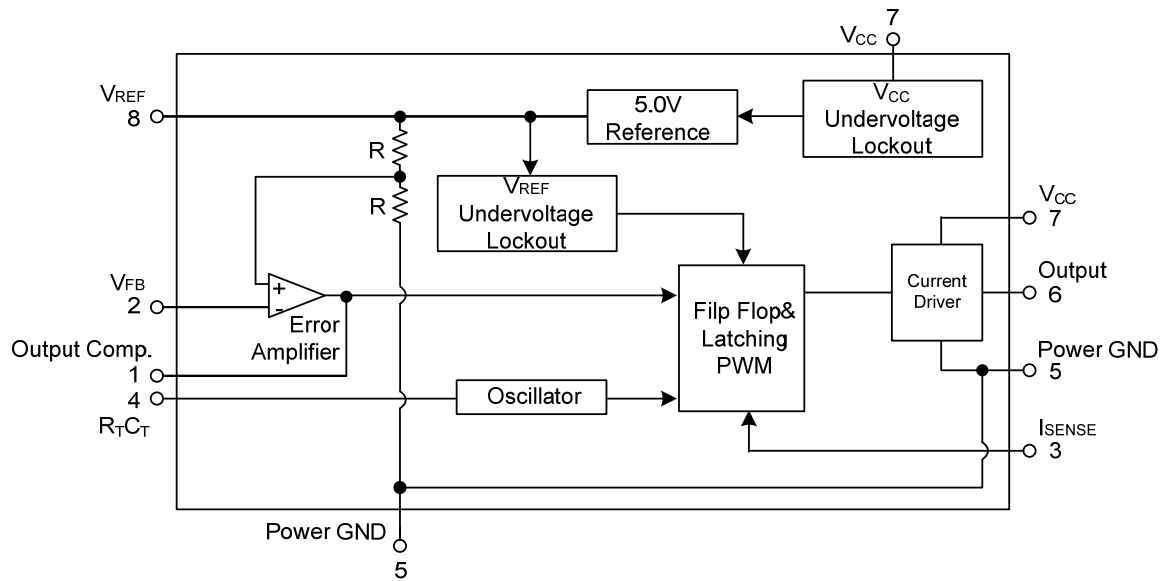 7
VCC
VREF
8
5.0V
Reference
VCC
Undervoltage
Lockout
R
R
VREF
Undervoltage
Lockout
VCC
7
VFB
2
+
-
Error
Amplifier
Filp Flop&
Latching
PWM
Current
Driver
Output
6
Output Comp.
1
Power GND
5
4
RTCT
Oscillator
ISENSE
3
Power GND
5